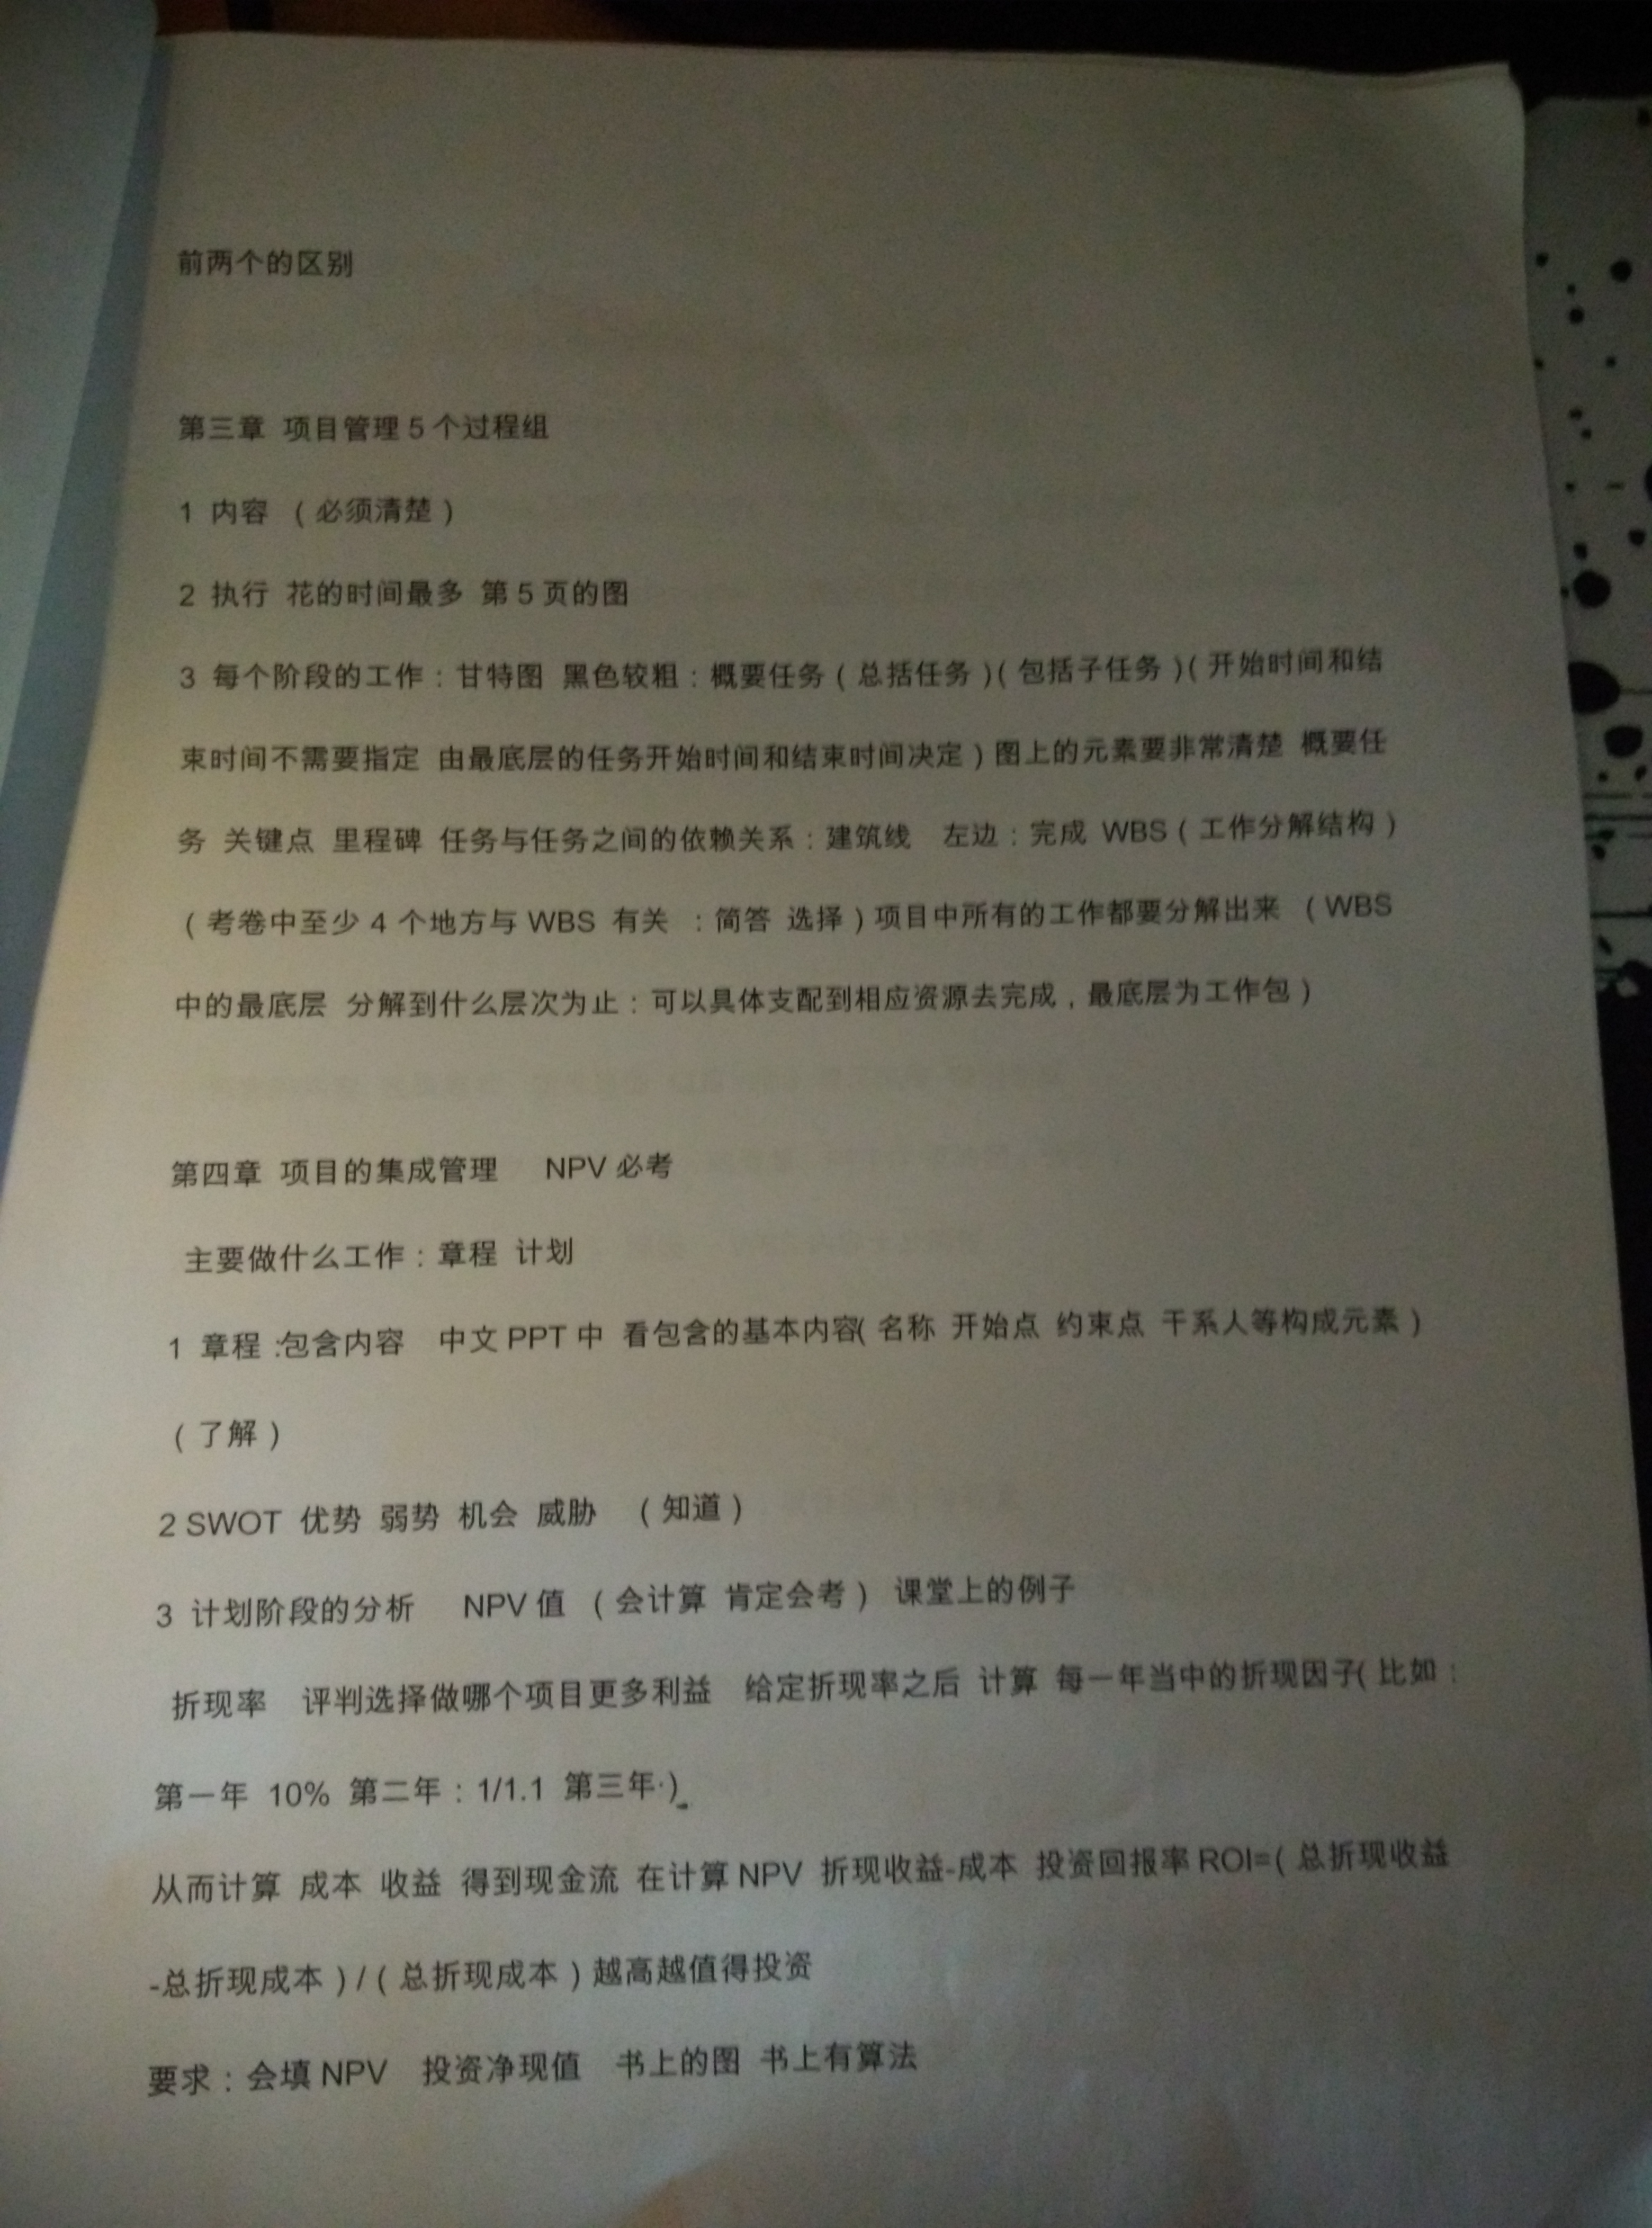 前两个的区别
第三章 项目管理5个过程组
1 内容 （必须清楚）
2 执行 花的时间最多 第5页的图
3 每个阶段的工作：甘特图 黑色较粗：概要任务（总括任务）（包括子任务）（开始时间和结
束时间不需要指定 由最底层的任务开始时间和结束时间决定）图上的元素要非常清楚 概要任
务 关键点 里程碑 任务与任务之间的依赖关系：建筑线 左边：完成 WBS（工作分解结构）
（考卷中至少 4 个地方与 WBS 有关 ：简答 选择）项目中所有的工作都要分解出来 （WBS
中的最底层 分解到什么层次为止：可以具体支配到相应资源去完成，最底层为工作包）
第四章 项目的集成管理 NPV 必考
主要做什么工作：章程 计划
1 章程：包含内容 中文 PPT 中 看包含的基本内容（名称 开始点 约束点 干系人等构成元素）
（了解）
2 SWOT 优势 弱势 机会 威胁 （知道）
3 计划阶段的分析 NPV 值 （会计算 肯定会考） 课堂上的例子
折现率 评判选择做哪个项目更多利益 给定折现率之后 计算 每一年当中的折现因子（比如：
第一年 10% 第二年：1/1.1 第三年·）
从而计算 成本 收益 得到现金流 在计算 NPV 折现收益-成本 投资回报率 ROI=（总折现收益
-总折现成本）/（总折现成本）越高越值得投资
要求：会填 NPV 投资净现值 书上的图 书上有算法